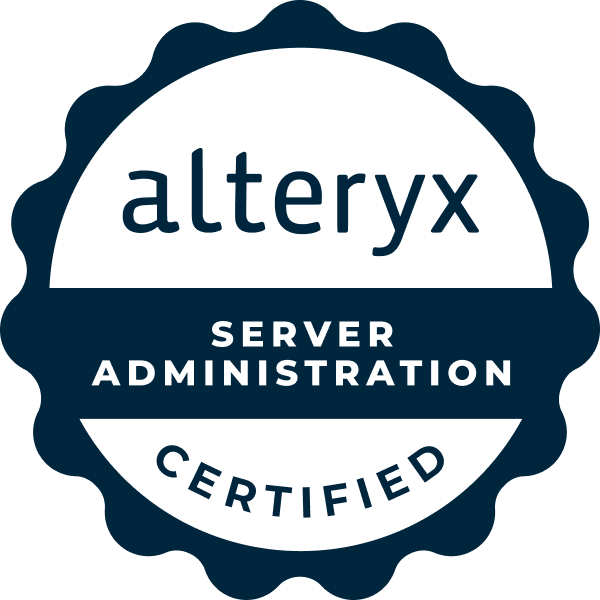 alteryx
SERVER
ADMINISTRATION
CERTIFIED